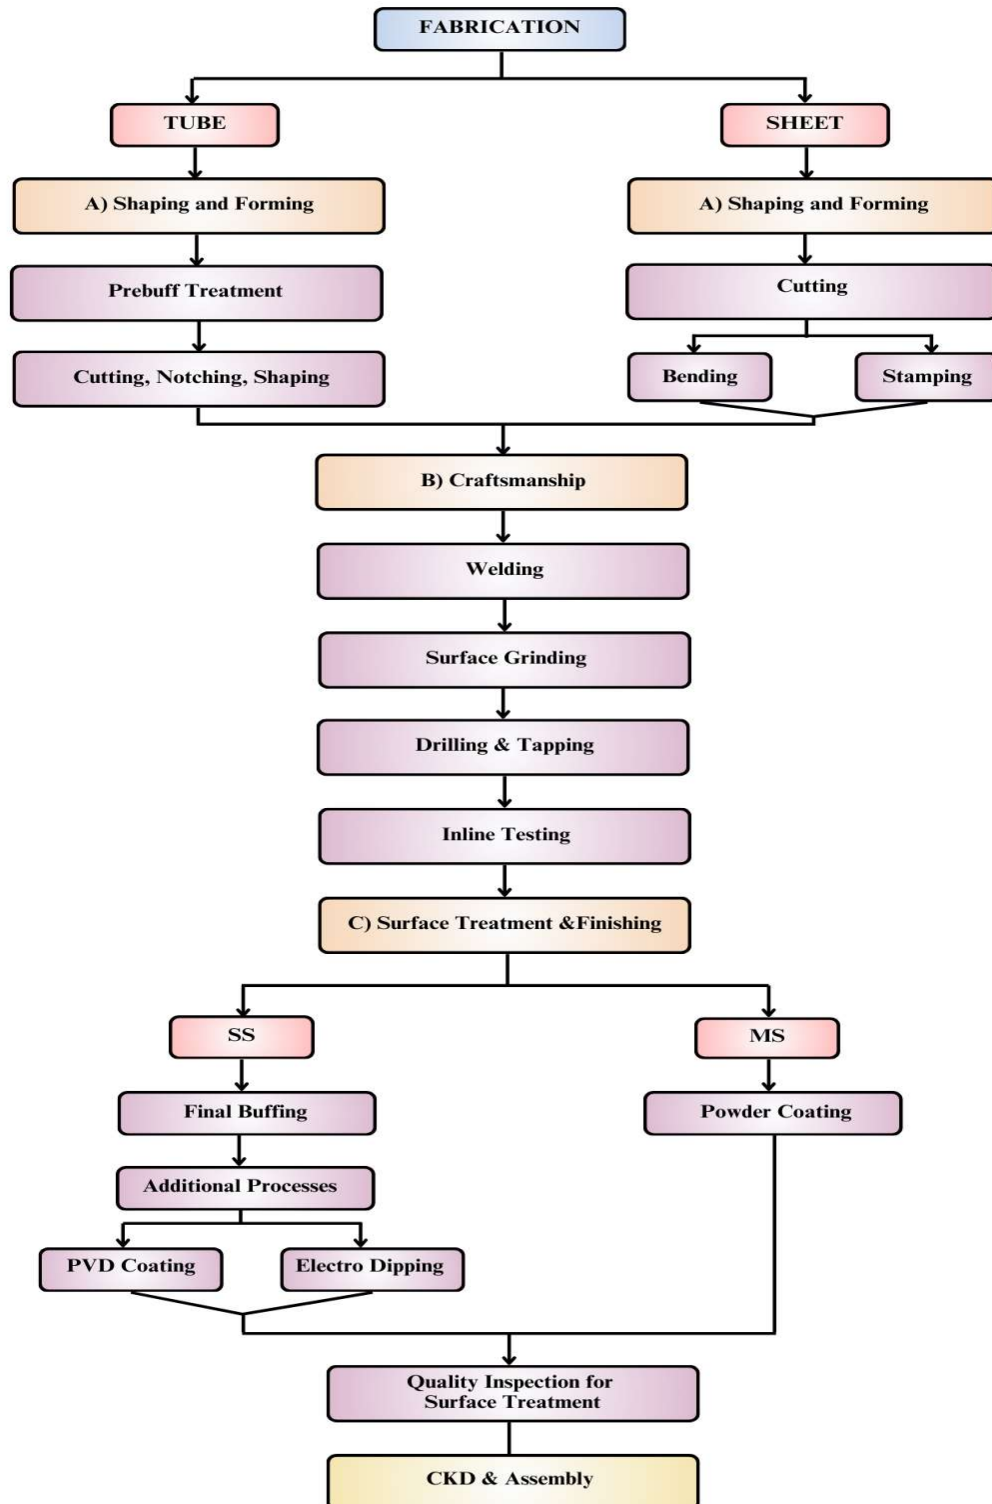 FABRICATION
TUBE
SHEET
A) Shaping and Forming
A) Shaping and Forming
Prebuff Treatment
Cutting
Cutting, Notching, Shaping
Bending
Stamping
B) Craftsmanship
Welding
Surface Grinding
Drilling & Tapping
Inline Testing
C) Surface Treatment &Finishing
SS
MS
Final Buffing
Powder Coating
Additional Processes
PVD Coating
Electro Dipping
Quality Inspection for
Surface Treatment
CKD & Assembly